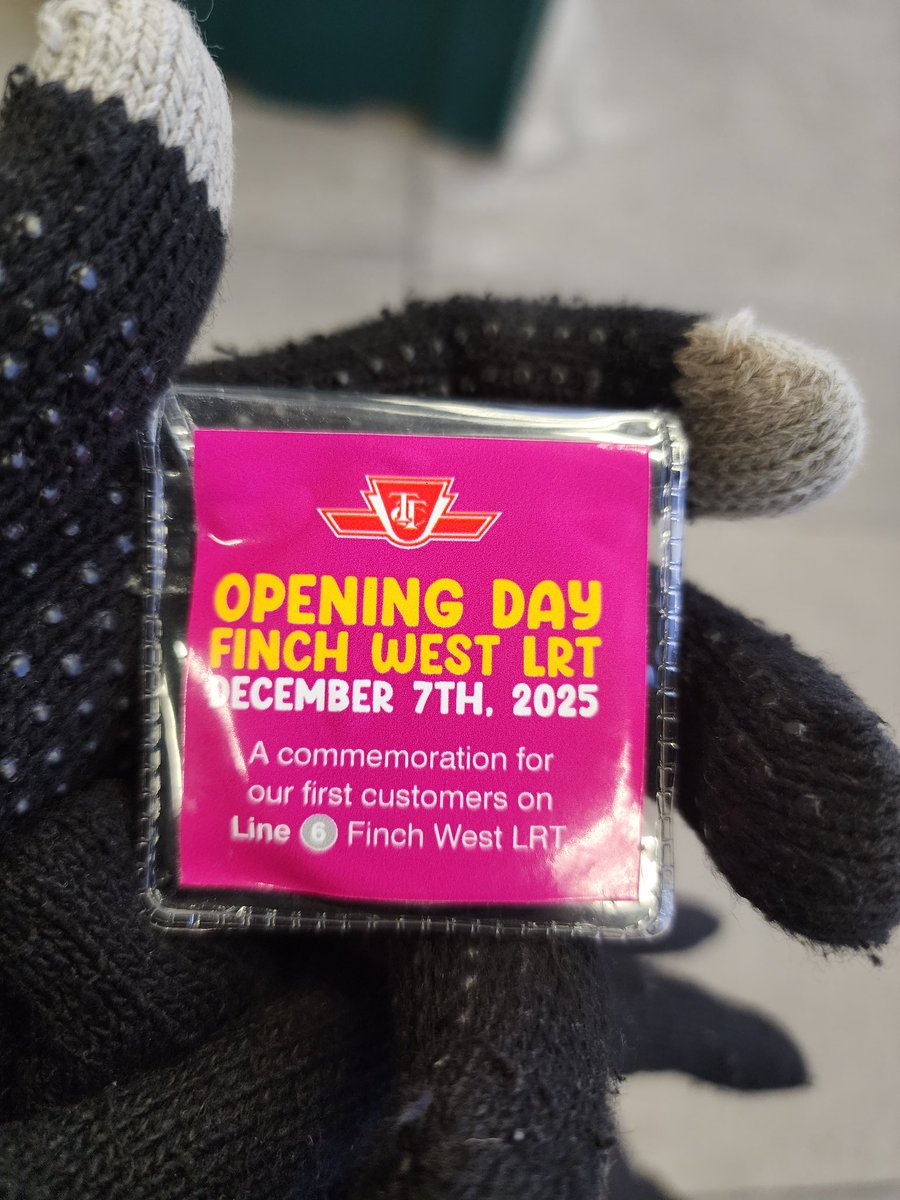 TTC
OPENING DAY
FINCH WEST LRT
DECEMBER 7TH, 2025
A commemoration for
our first customers on
Line 6 Finch West LRT